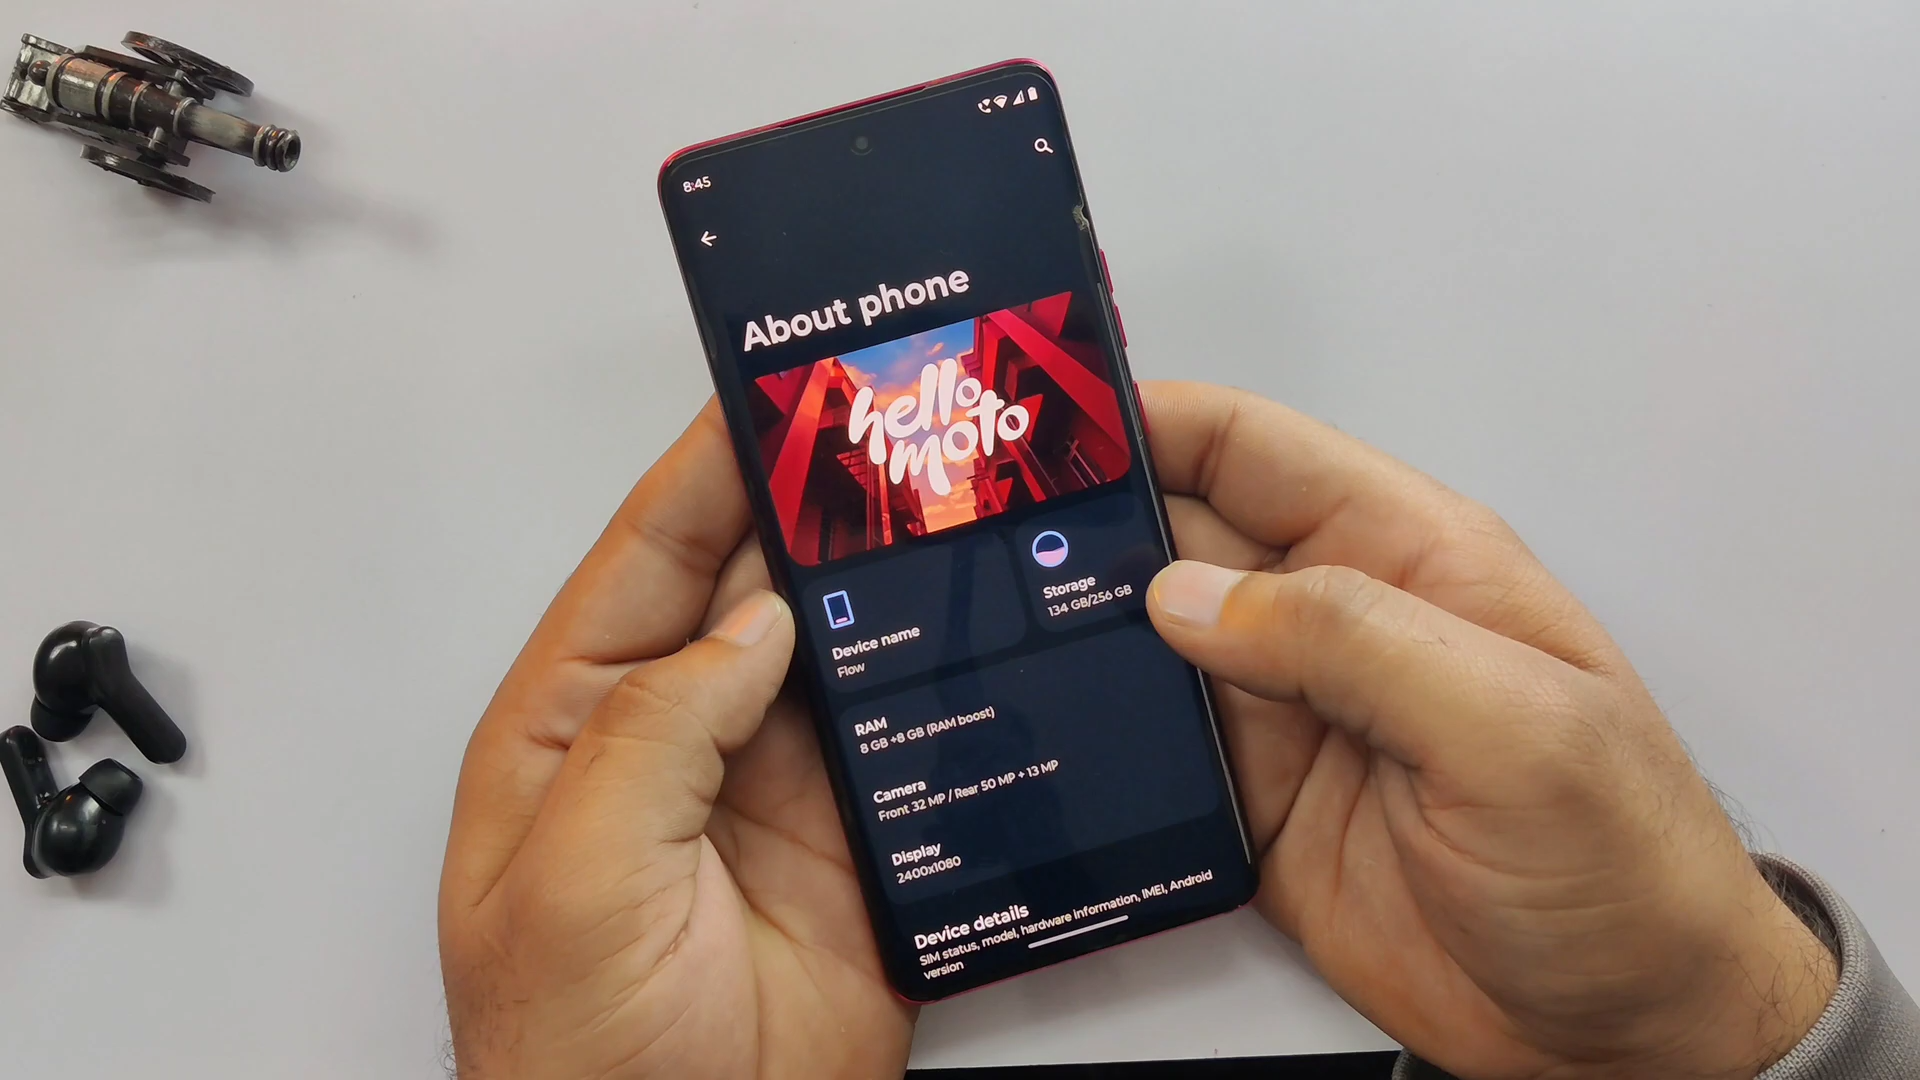 8:45
About phone
hello
moto
Device name
Flow
Storage
134 GB/256 GB
RAM
8 GB +8 GB (RAM boost)
Camera
Front 32 MP / Rear 50 MP + 13 MP
Display
2400x1080
Device details
SIM status, model, hardware information, IMEI, Android
version